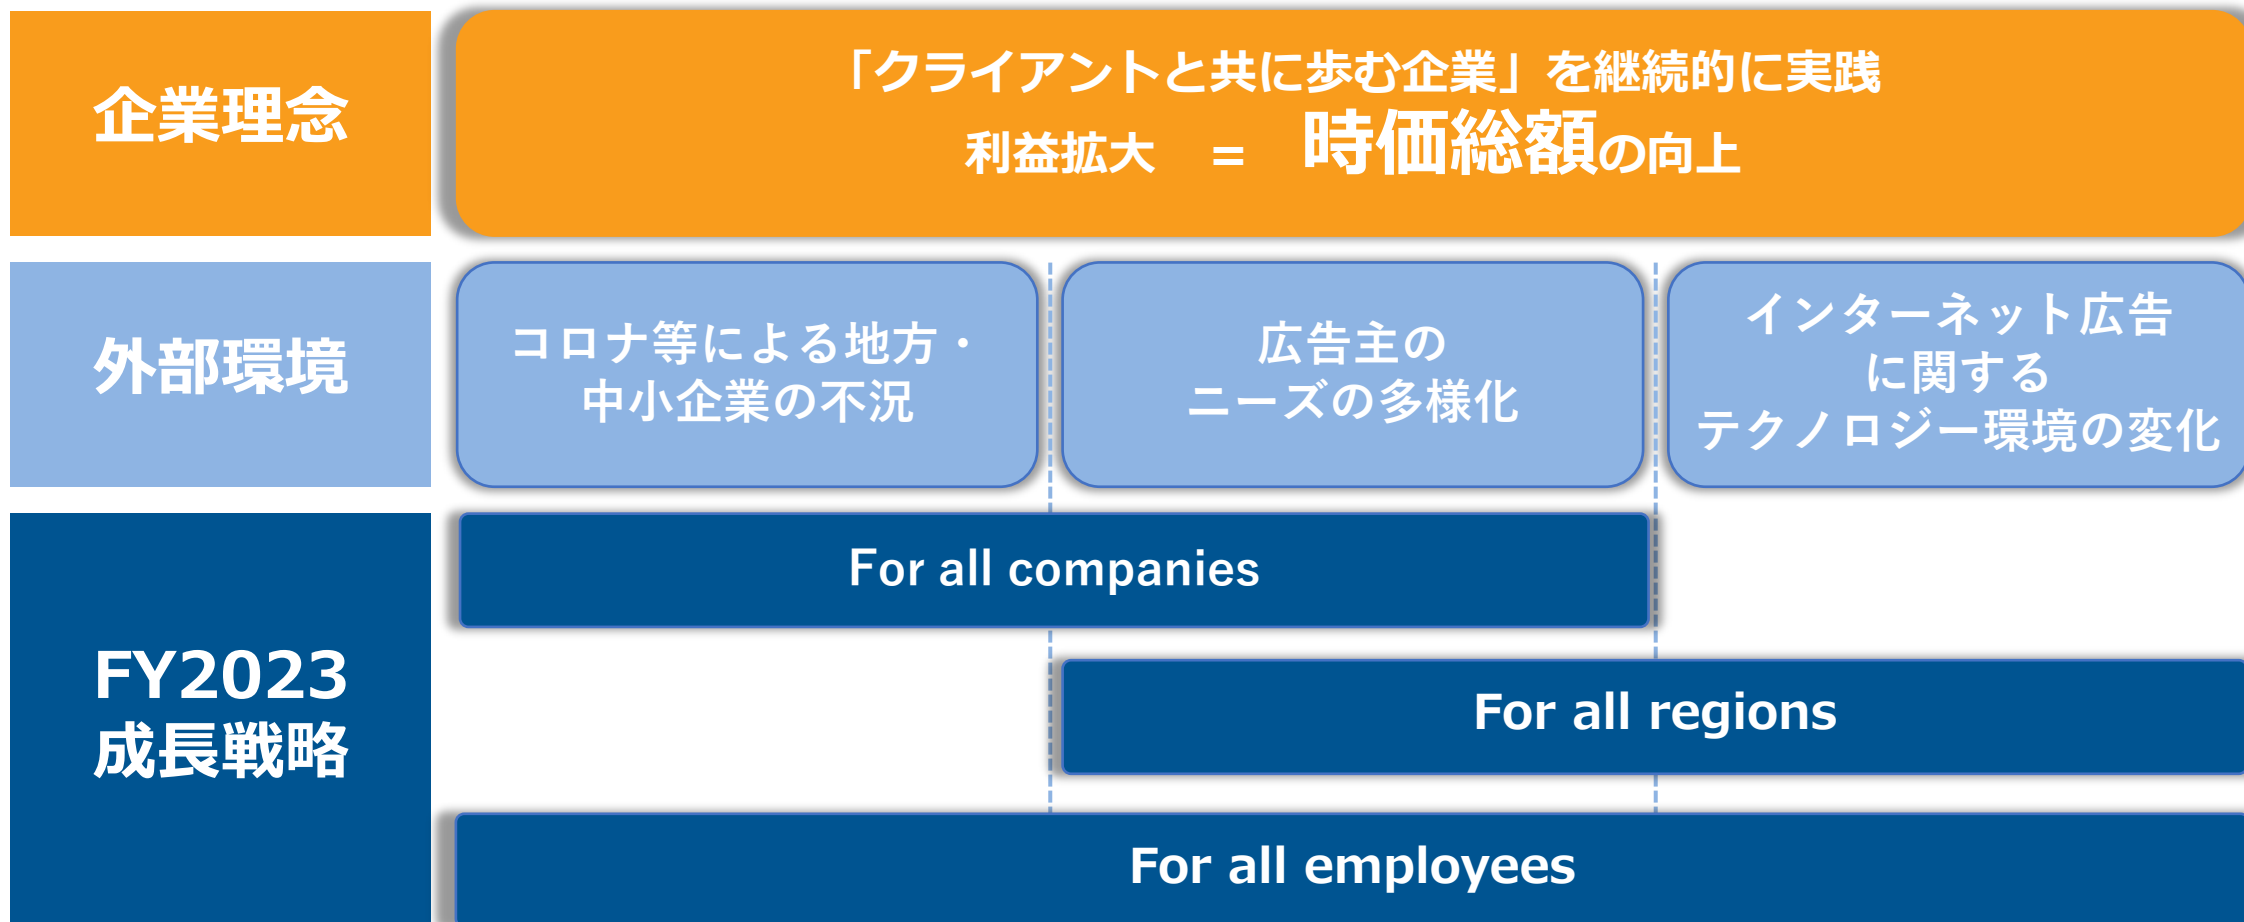 企業理念
「クライアントと共に歩む企業」を継続的に実践
利益拡大　=　時価総額の向上
外部環境
コロナ等による地方・
中小企業の不況
広告主の
ニーズの多様化
インターネット広告
に関する
テクノロジー環境の変化
FY2023
成長戦略
For all companies
For all regions
For all employees